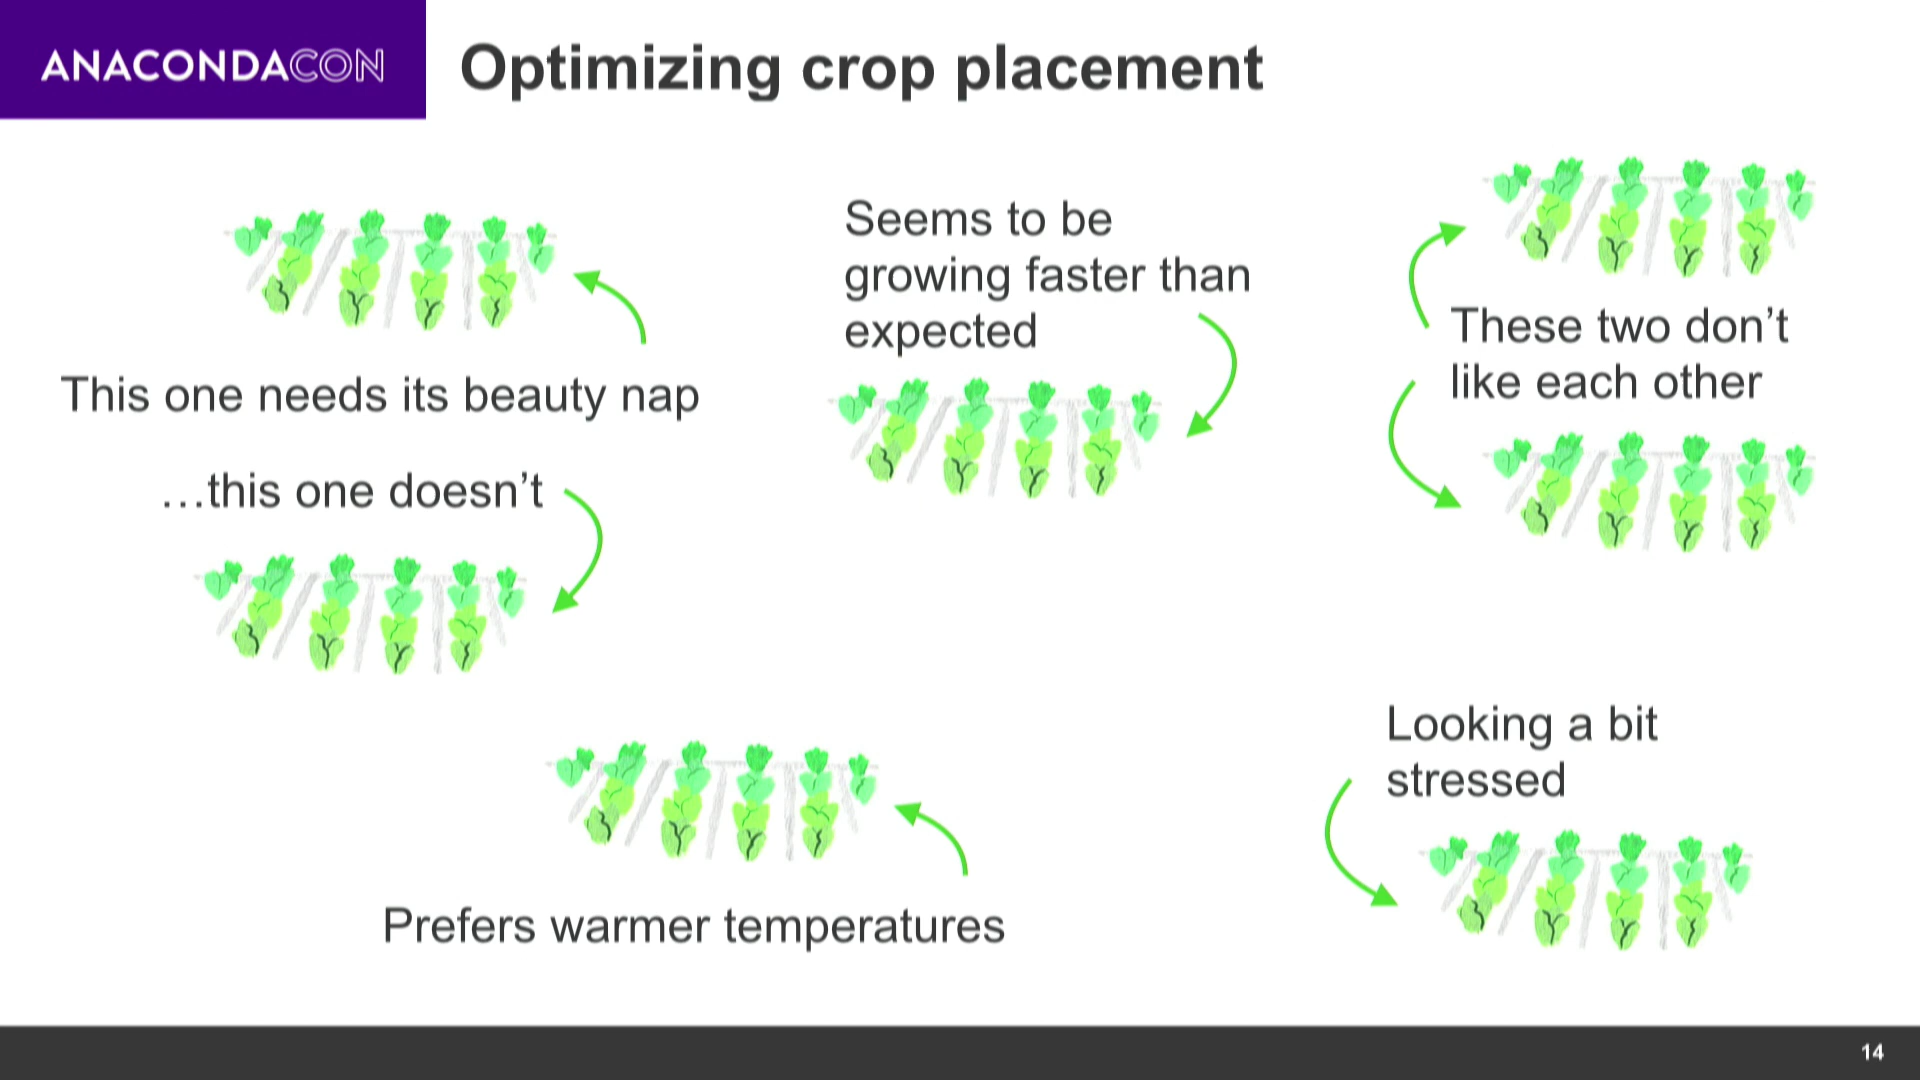 ANACONDACON
Optimizing crop placement
This one needs its beauty nap
…this one doesn’t
Seems to be
growing faster than
expected
These two don’t
like each other
Prefers warmer temperatures
Looking a bit
stressed
14